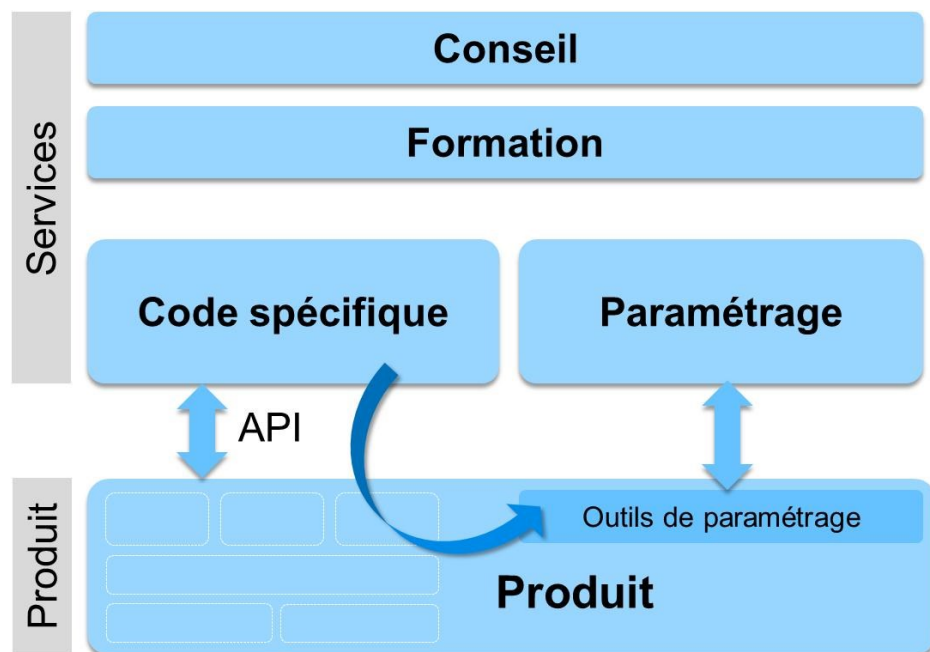 Services
Conseil
Formation
Code spécifique
Paramétrage
API
Produit
Outils de paramétrage
Produit